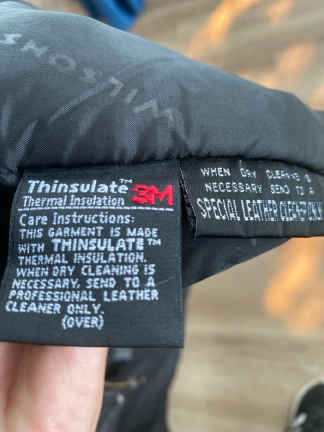 WILSONS
Thinsulate™ 3M
Thermal Insulation
Care Instructions:
THIS GARMENT IS MADE
WITH THINSULATE™
THERMAL INSULATION.
WHEN DRY CLEANING IS
NECESSARY, SEND TO A
PROFESSIONAL LEATHER
CLEANER ONLY.
(OVER)
WHEN DRY CLEANING IS
NECESSARY SEND TO A
SPECIAL LEATHER CLEANER ONLY